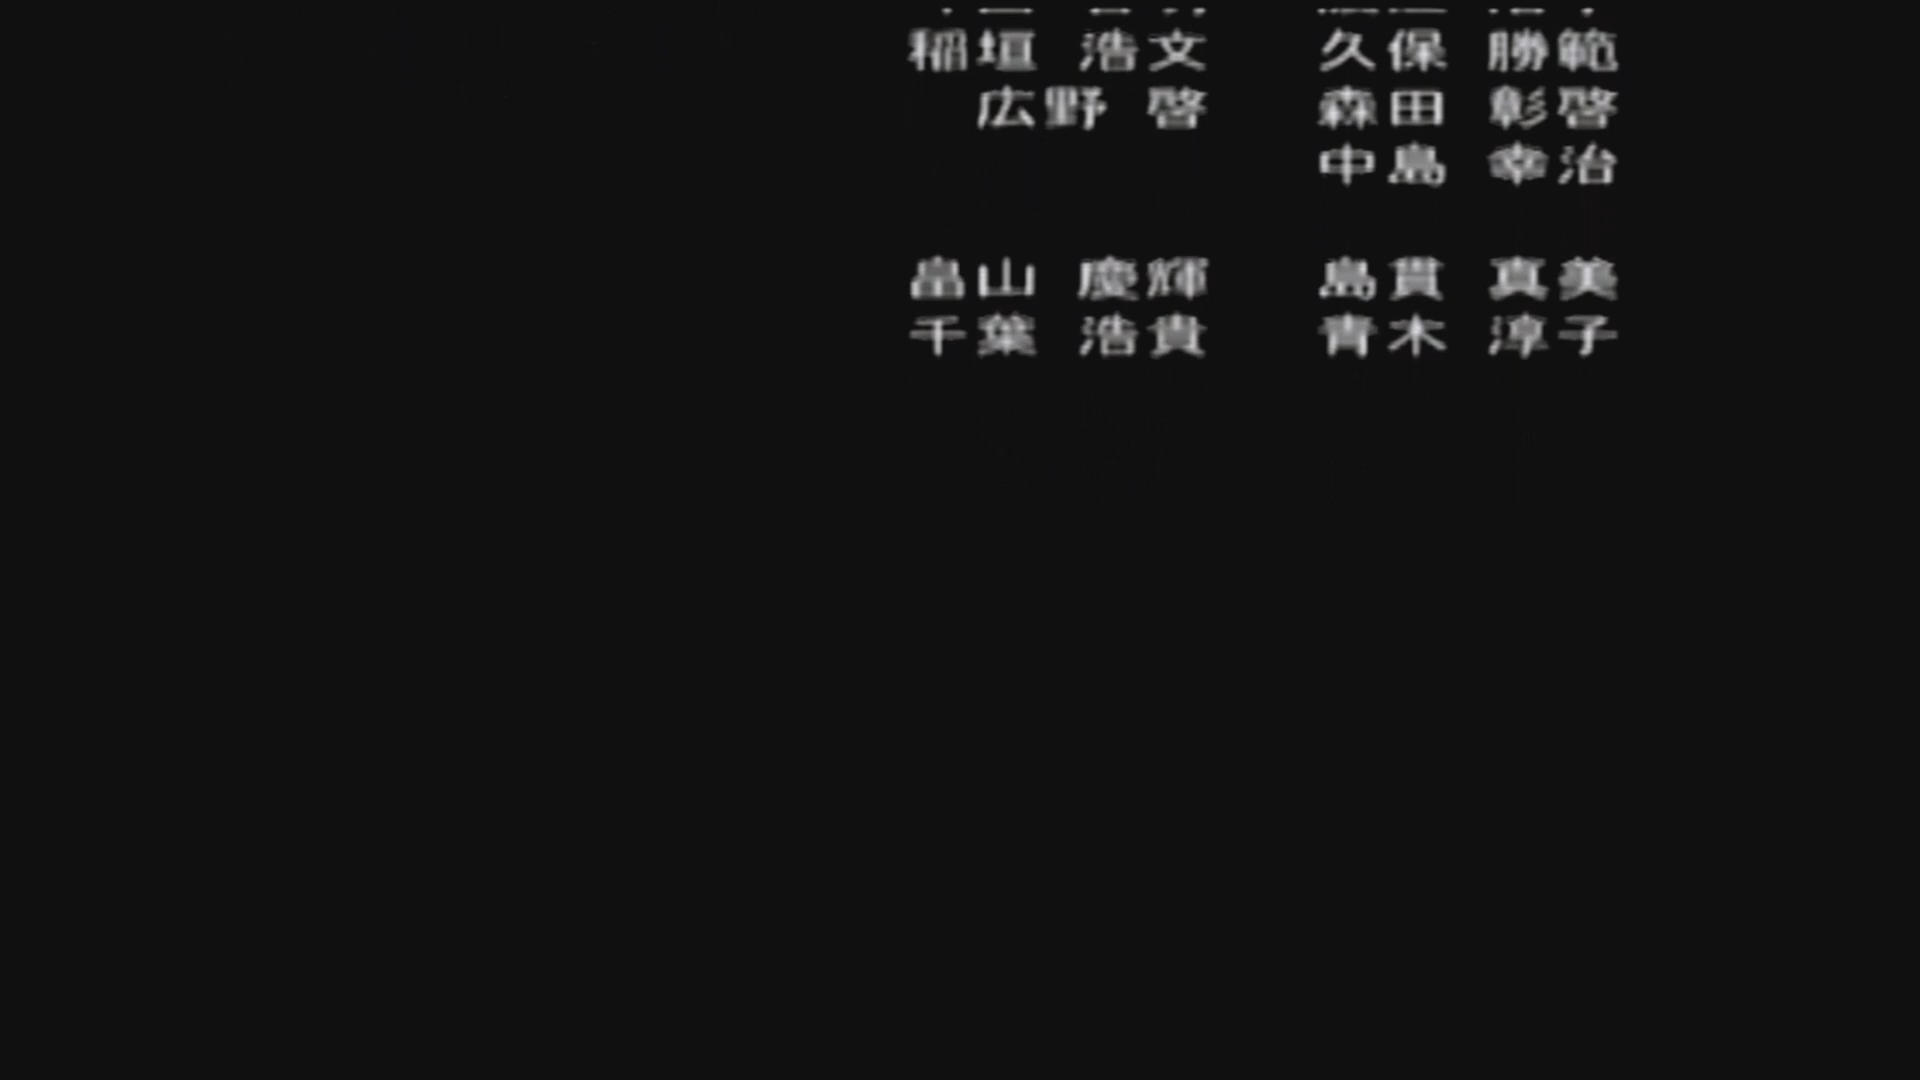 稲垣 浩文 久保 勝範
広野 啓 森田 彰啓
中島 幸治
畠山 慶輝 島貫 真美
千葉 浩貴 青木 淳子